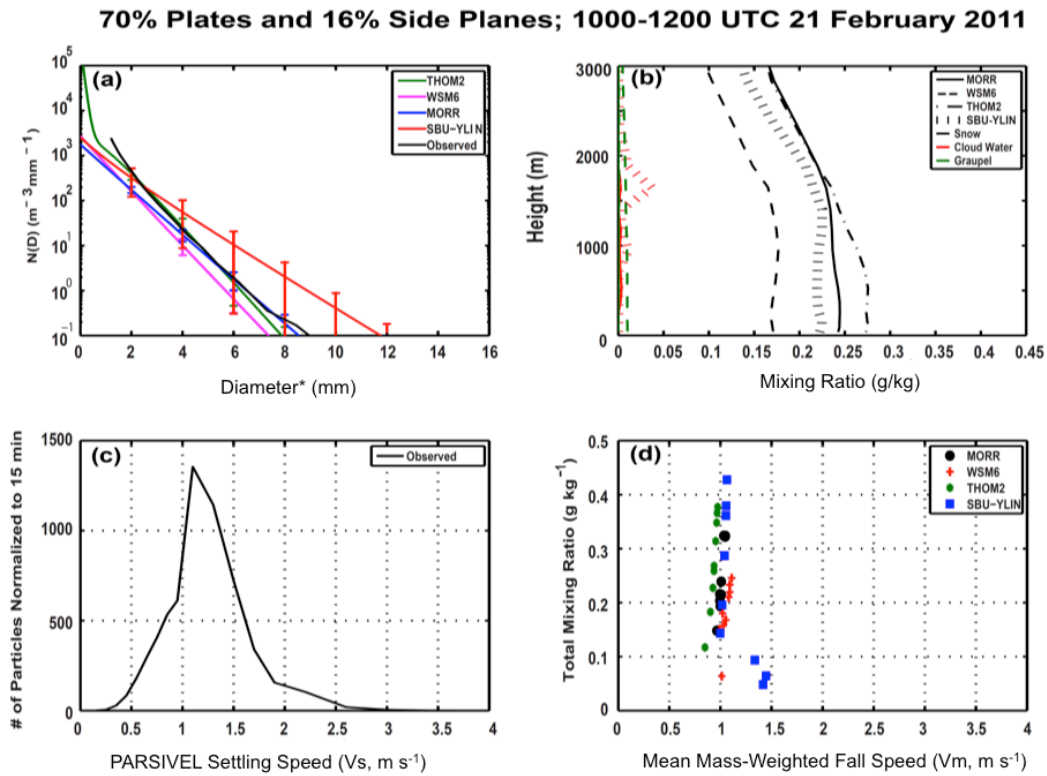 70% Plates and 16% Side Planes; 1000-1200 UTC 21 February 2011
(a)
THOM2
WSM6
MORR
SBU-YLIN
Observed
N(D) (m⁻³mm⁻¹)
10⁵
10⁴
10³
10²
10¹
10⁰
10⁻¹
0 2 4 6 8 10 12 14 16
Diameter* (mm)
(b)
MORR
WSM6
THOM2
SBU-YLIN
Snow
Cloud Water
Graupel
Height (m)
3000
2000
1000
0
0 0.05 0.1 0.15 0.2 0.25 0.30 0.35 0.4 0.45
Mixing Ratio (g/kg)
(c)
Observed
# of Particles Normalized to 15 min
1500
1000
500
0
0 0.5 1.0 1.5 2.0 2.5 3.0 3.5 4
PARSIVEL Settling Speed (Vs, m s⁻¹)
(d)
MORR
WSM6
THOM2
SBU-YLIN
Total Mixing Ratio (g kg⁻¹)
0.5
0.4
0.3
0.2
0.1
0
0 0.5 1 1.5 2 2.5 3 3.5 4
Mean Mass-Weighted Fall Speed (Vm, m s⁻¹)